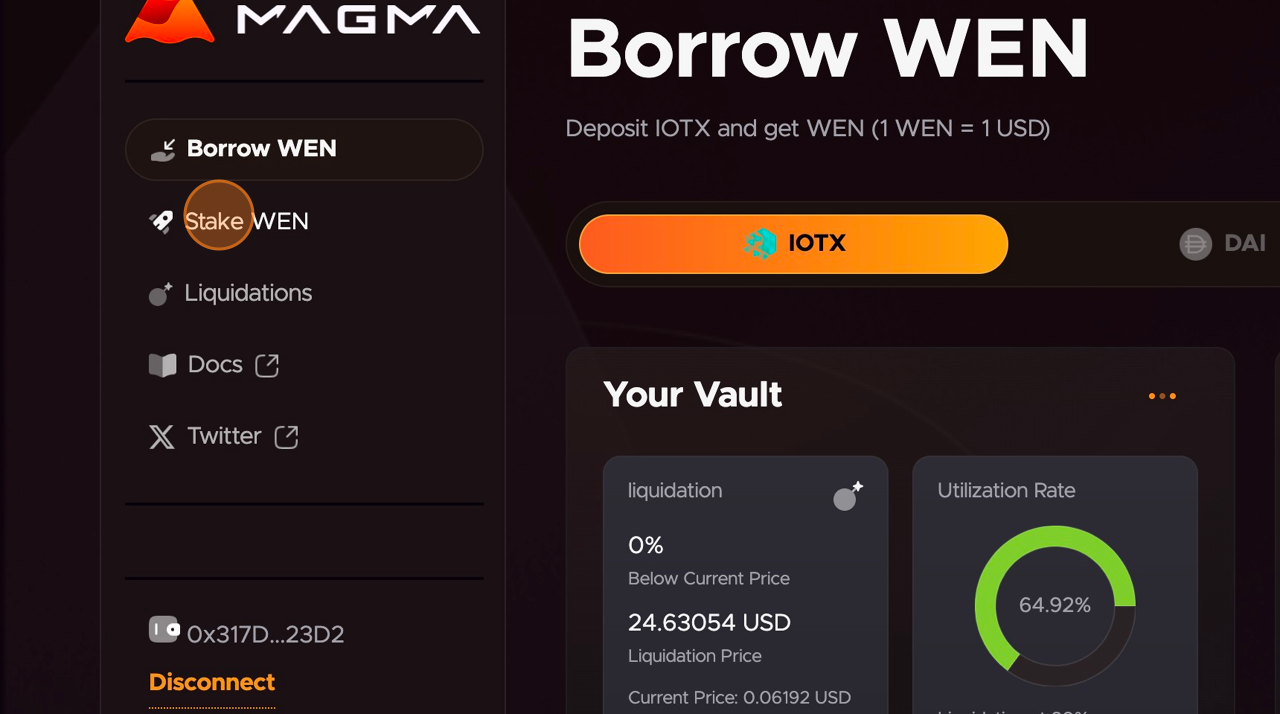 MAGMA
Borrow WEN
Stake WEN
Liquidations
Docs
Twitter
0x317D...23D2
Disconnect
Borrow WEN
Deposit IOTX and get WEN (1 WEN = 1 USD)
IOTX
DAI
Your Vault
liquidation
0%
Below Current Price
24.63054 USD
Liquidation Price
Current Price: 0.06192 USD
Utilization Rate
64.92%